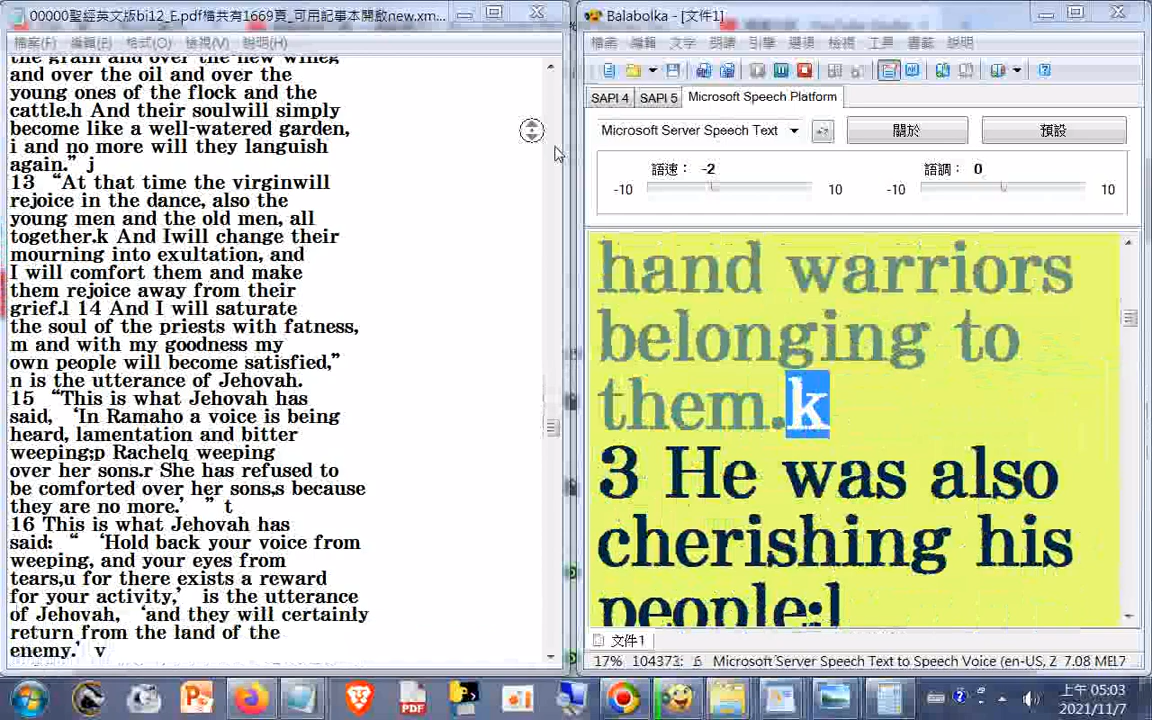 00000聖經英文版bi12_E.pdf檔共有1669頁_可用記事本開啟new.xm...
檔案(F) 編輯(E) 格式(O) 檢視(V) 說明(H)
and over the oil and over the
young ones of the flock and the
cattle.h And their soulwill simply
become like a well-watered garden,
i and no more will they languish
again.” j
13 “At that time the virginwill
rejoice in the dance, also the
young men and the old men, all
together.k And Iwill change their
mourning into exultation, and
I will comfort them and make
them rejoice away from their
grief.l 14 And I will saturate
the soul of the priests with fatness,
m and with my goodness my
own people will become satisfied,”
n is the utterance of Jehovah.
15 “This is what Jehovah has
said, ‘In Ramaho a voice is being
heard, lamentation and bitter
weeping;p Rachelq weeping
over her sons.r She has refused to
be comforted over her sons,s because
they are no more.’ ” t
16 This is what Jehovah has
said: “ ‘Hold back your voice from
weeping, and your eyes from
tears,u for there exists a reward
for your activity,’ is the utterance
of Jehovah, ‘and they will certainly
return from the land of the
enemy.’ v
Balabolka - [文件1]
檔案 編輯 文字 朗讀 引擎 選項 檢視 工具 書籤 說明
SAPI 4 SAPI 5 Microsoft Speech Platform
Microsoft Server Speech Text
關於
預設
語速： -2
語調： 0
-10 10 -10 10
hand warriors
belonging to
them.k
3 He was also
cherishing his
people;l
文件1
17% Microsoft Server Speech Text to Speech Voice (en-US, Z
上午 05:03
2021/11/7